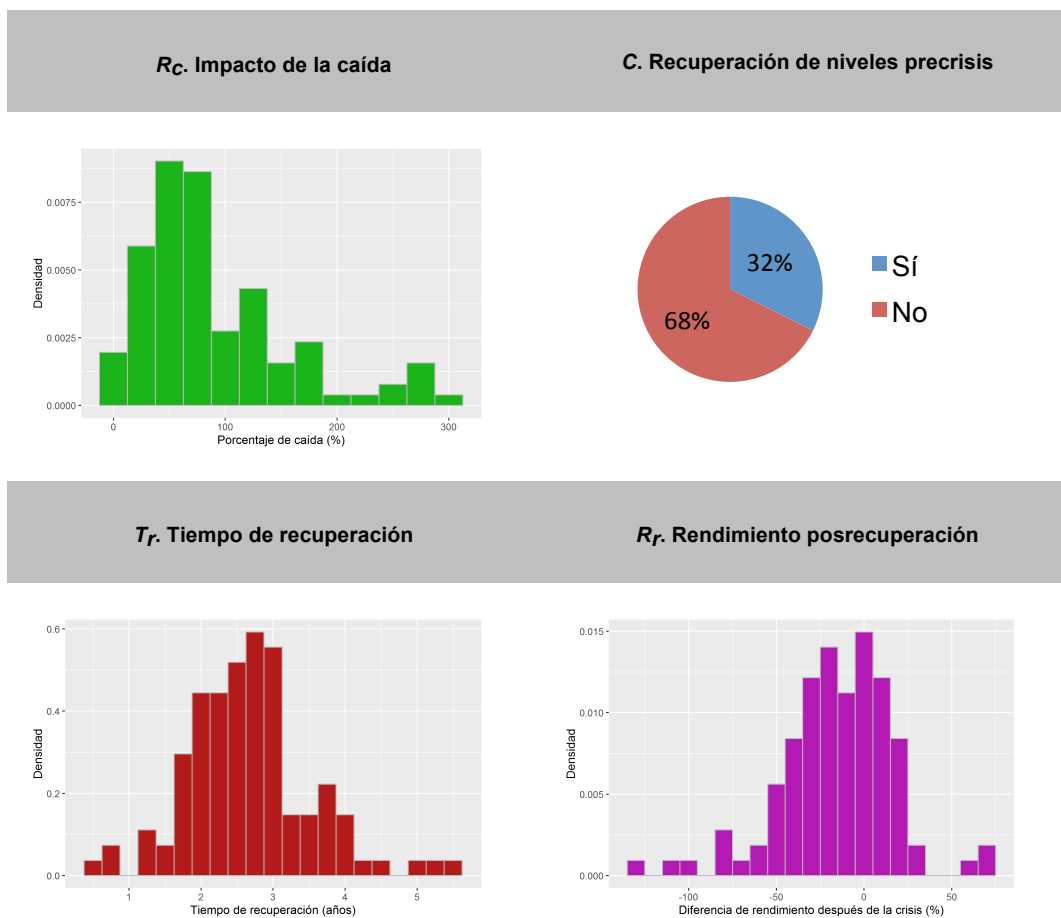 Rc. Impacto de la caída
C. Recuperación de niveles precrisis
0.0075
0.0050
0.0025
0.0000
Densidad
0
100
200
300
Porcentaje de caída (%)
32%
68%
Sí
No
Tr. Tiempo de recuperación
Rr. Rendimiento posrecuperación
0.6
0.4
0.2
0.0
Densidad
1
2
3
4
5
Tiempo de recuperación (años)
0.015
0.010
0.005
0.000
Densidad
-100
-50
0
50
Diferencia de rendimiento después de la crisis (%)